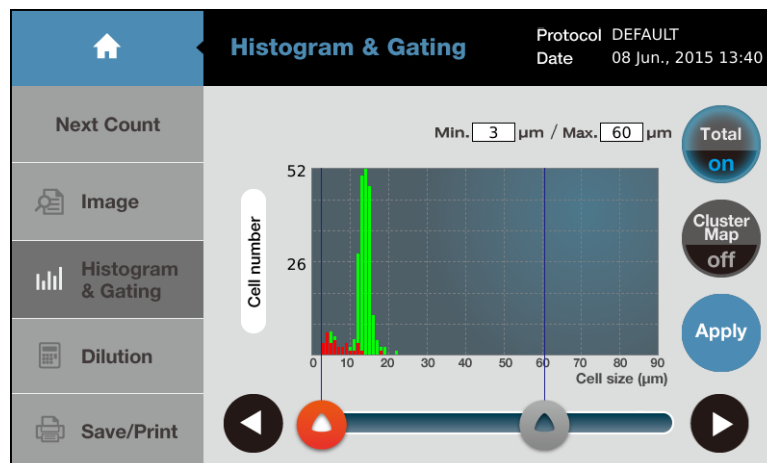 Histogram & Gating
Protocol DEFAULT
Date 08 Jun., 2015 13:40
Next Count
Image
Histogram
& Gating
Dilution
Save/Print
Min. 3 µm / Max. 60 µm
Total
on
Cluster
Map
off
Apply
Cell number
52
26
0 10 20 30 40 50 60 70 80 90
Cell size (µm)